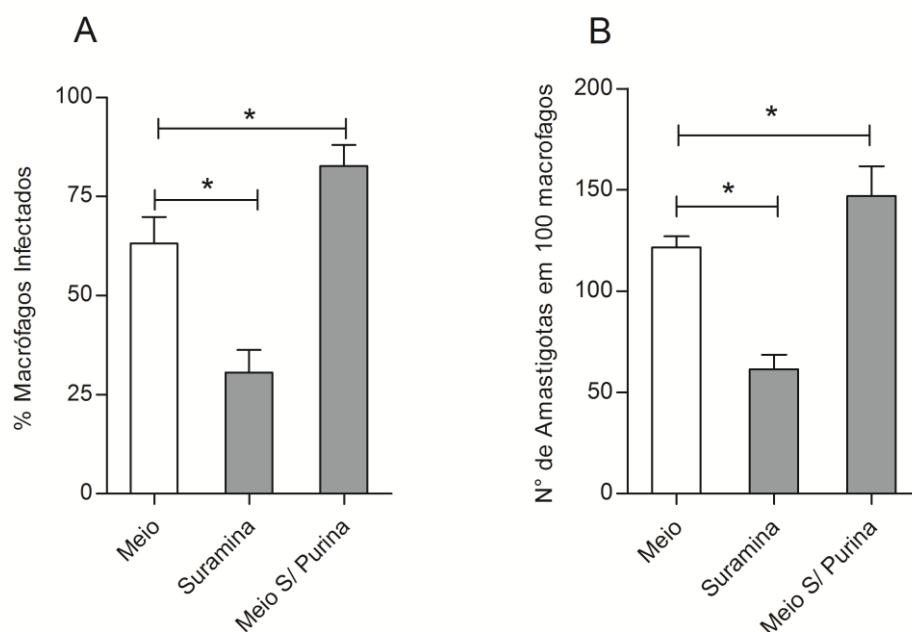 A
% Macrófagos Infectados
100
75
50
25
0
*
*
Meio
Suramina
Meio S/ Purina
B
N° de Amastigotas em 100 macrofagos
200
150
100
50
0
*
*
Meio
Suramina
Meio S/ Purina